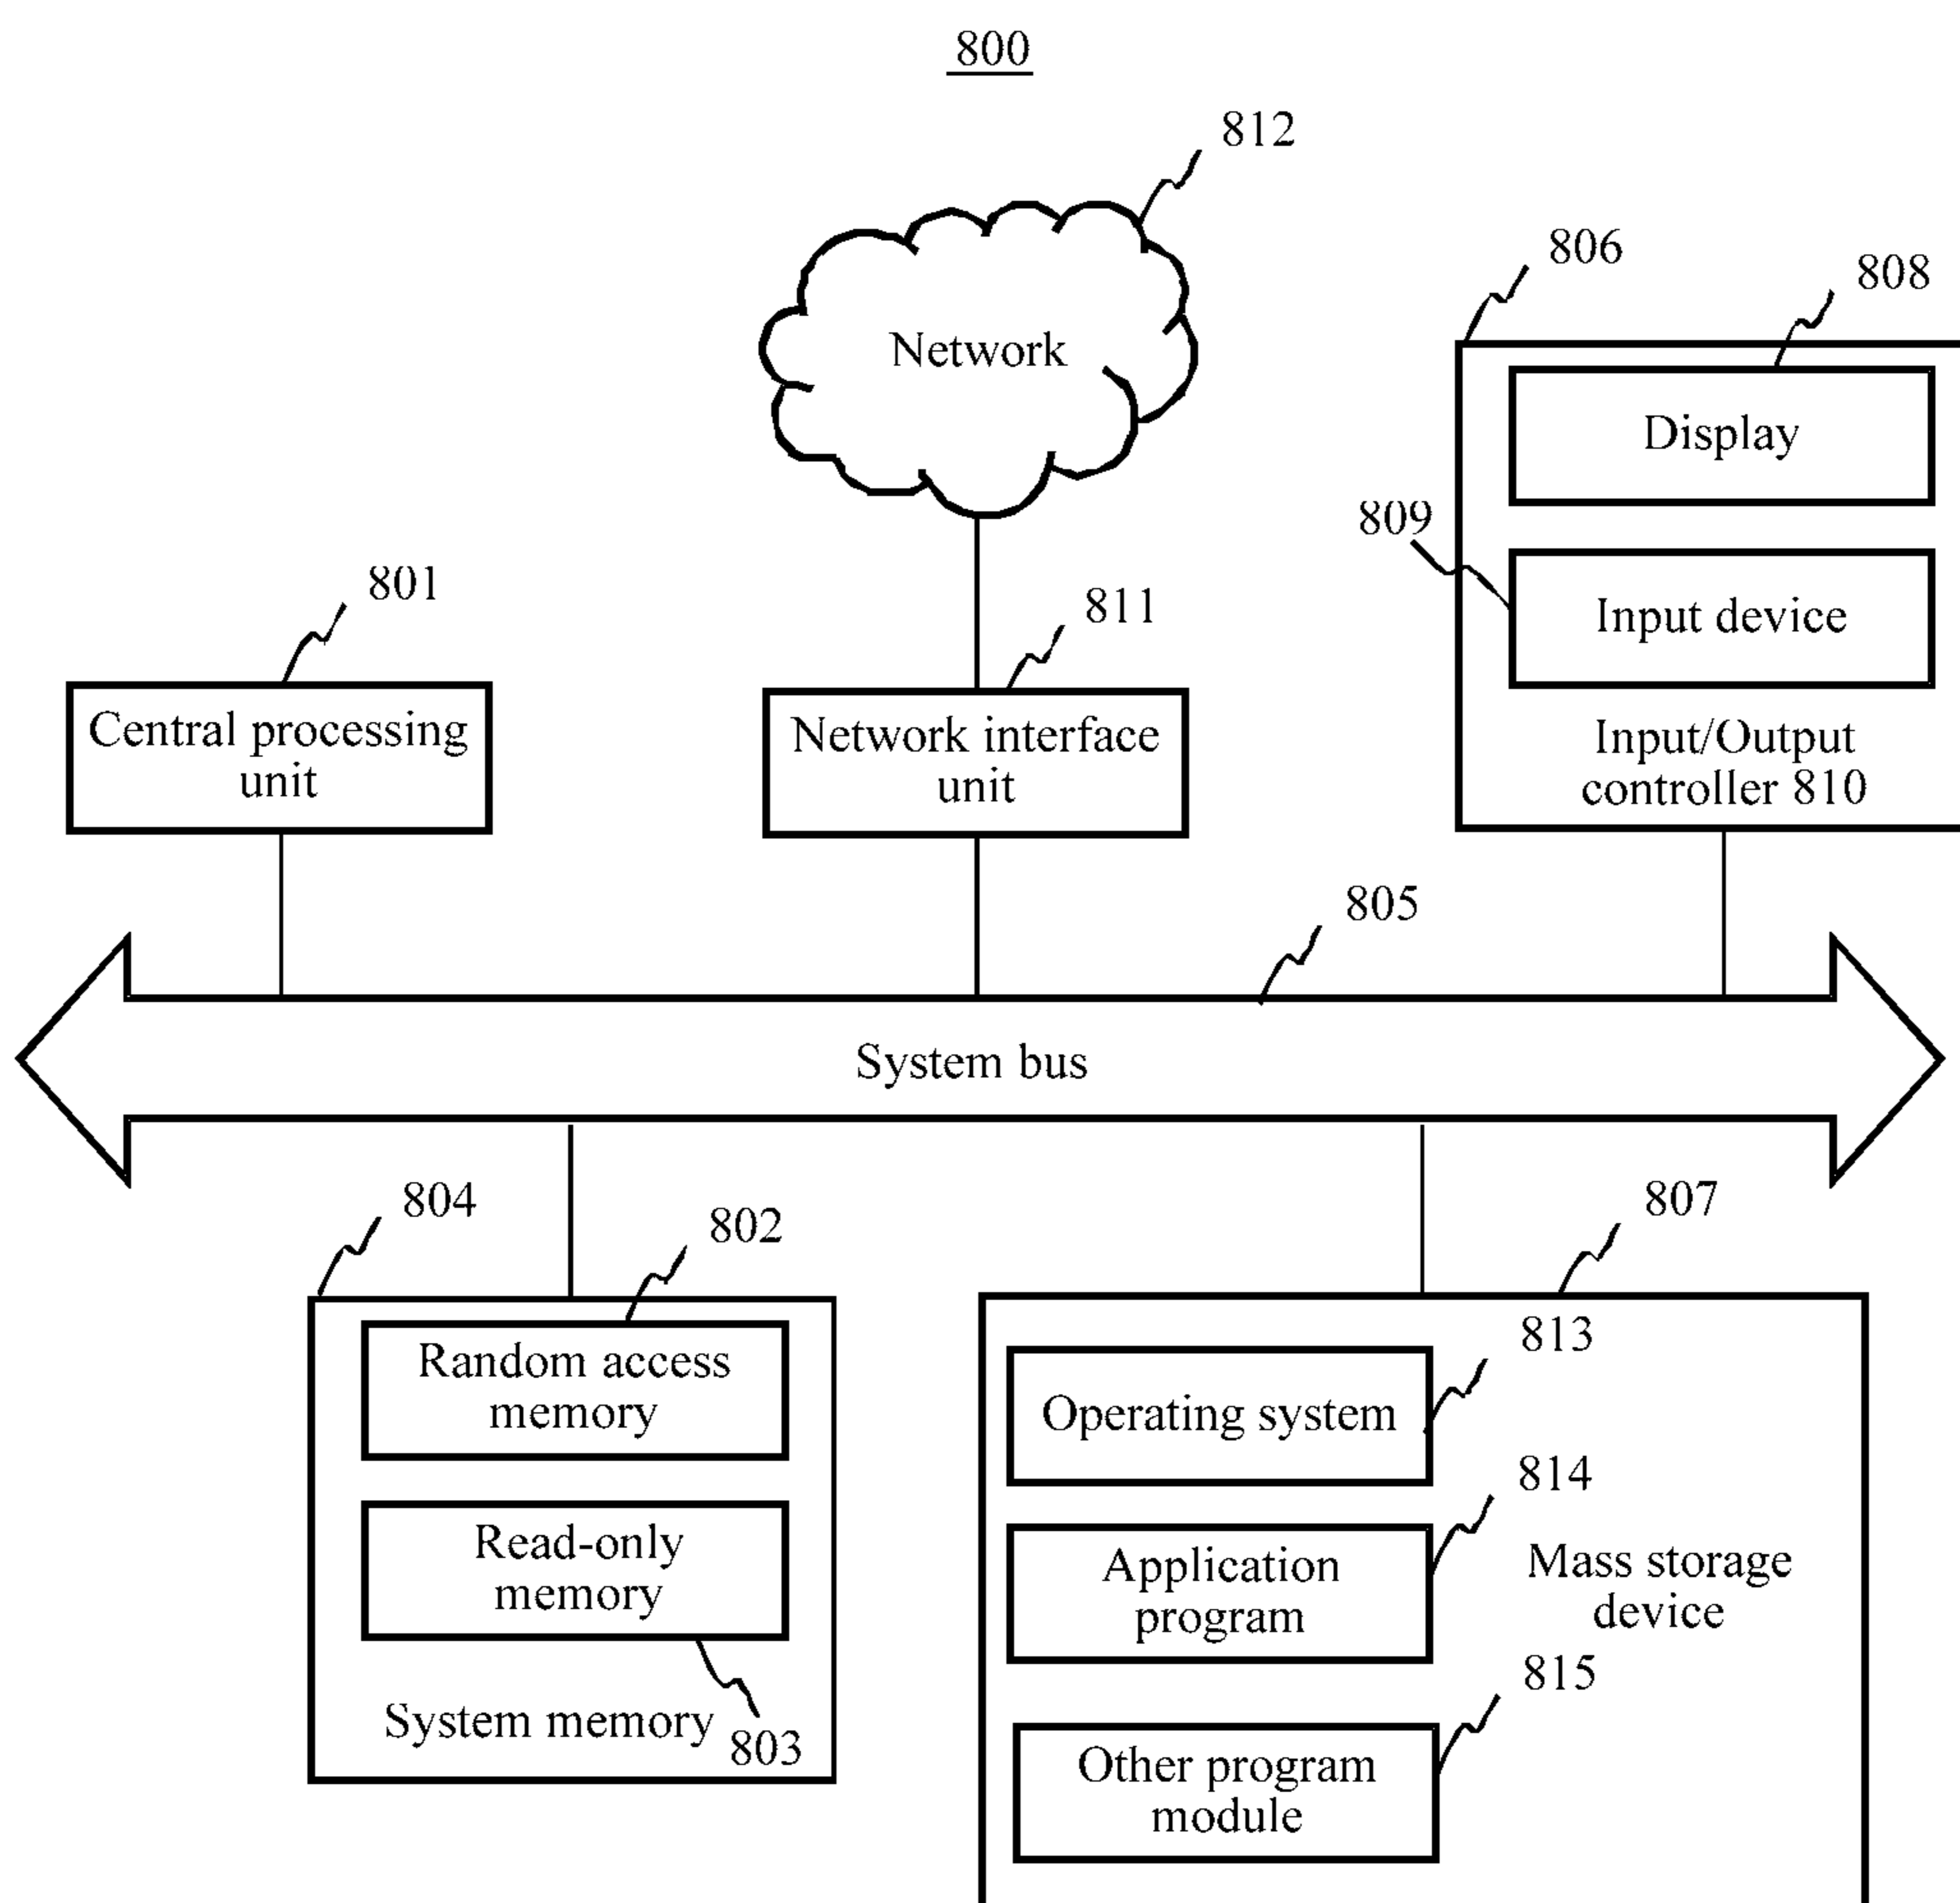 800
812
Network
806
808
Display
809
Input device
Input/Output
controller 810
801
Central processing
unit
811
Network interface
unit
805
System bus
804
802
Random access
memory
Read-only
memory
803
System memory
807
813
Operating system
814
Application
program
Mass storage
device
815
Other program
module